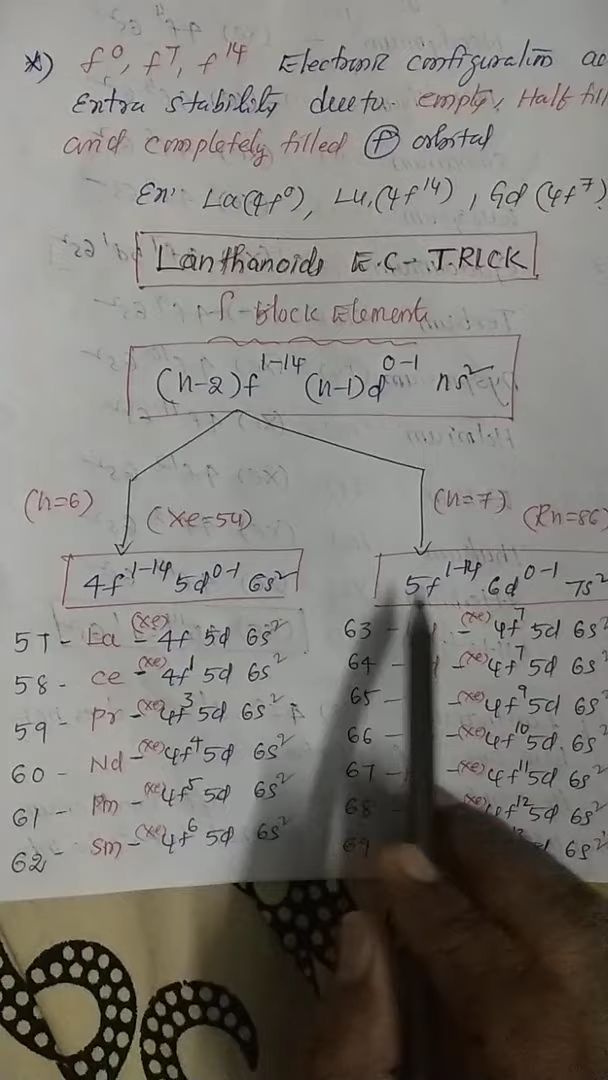 *) f⁰, f⁷, f¹⁴ Electronic configuration ac
Extra stability due to empty, Half fill
and completely filled (f) orbital
Ex: La(4f⁰), Lu(4f¹⁴), Gd (4f⁷)
Lanthanoids E.C - TRICK
f-block Elements
(n-2)f¹⁻¹⁴ (n-1)d⁰⁻¹ ns²
(n=6) (Xe=54)
(n=7) (Rn=86)
4f¹⁻¹⁴ 5d⁰⁻¹ 6s²
5f¹⁻¹⁴ 6d⁰⁻¹ 7s²
57 - La - (Xe) 4f 5d 6s²
58 - Ce - (Xe) 4f¹ 5d 6s²
59 - Pr - (Xe) 4f³ 5d 6s²
60 - Nd - (Xe) 4f⁴ 5d 6s²
61 - Pm - (Xe) 4f⁵ 5d 6s²
62 - Sm - (Xe) 4f⁶ 5d 6s²
63 - - (Xe) 4f⁷ 5d 6s²
64 - - (Xe) 4f⁷ 5d 6s²
65 - - (Xe) 4f⁹ 5d 6s²
66 - - (Xe) 4f¹⁰ 5d 6s²
67 - - (Xe) 4f¹¹ 5d 6s²
68 - (Xe) 4f¹² 5d 6s²
69 6s²